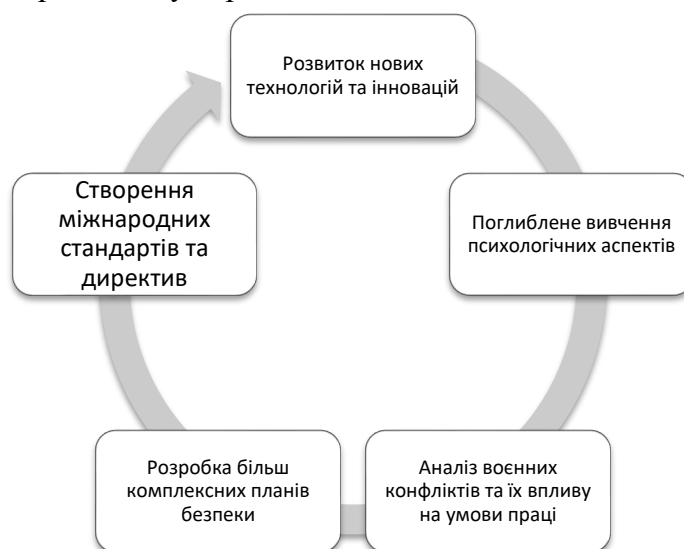 Розвиток нових
технологій та інновацій
Поглиблене вивчення
психологічних аспектів
Аналіз воєнних
конфліктів та їх впливу
на умови праці
Розробка більш
комплексних планів
безпеки
Створення
міжнародних
стандартів та
директив